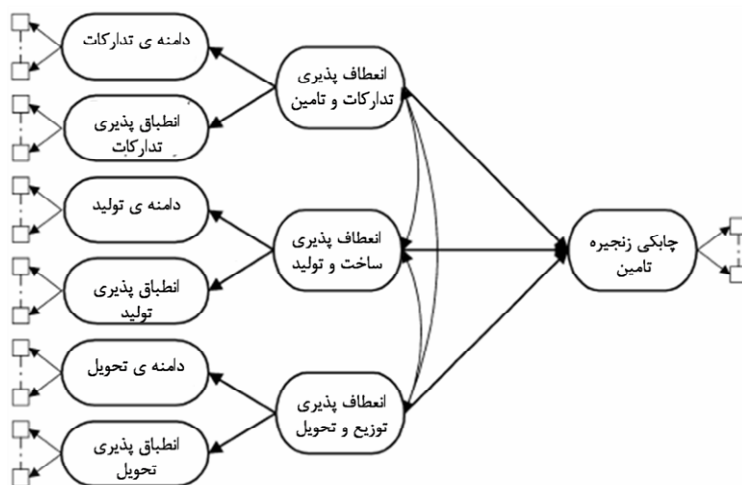 دامنه ی تدارکات
انطباق پذیری
تدارکات
دامنه ی تولید
انطباق پذیری
تولید
دامنه ی تحویل
انطباق پذیری
تحویل
انعطاف پذیری
تدارکات و تامین
انعطاف پذیری
ساخت و تولید
انعطاف پذیری
توزیع و تحویل
چابکی زنجیره
تامین